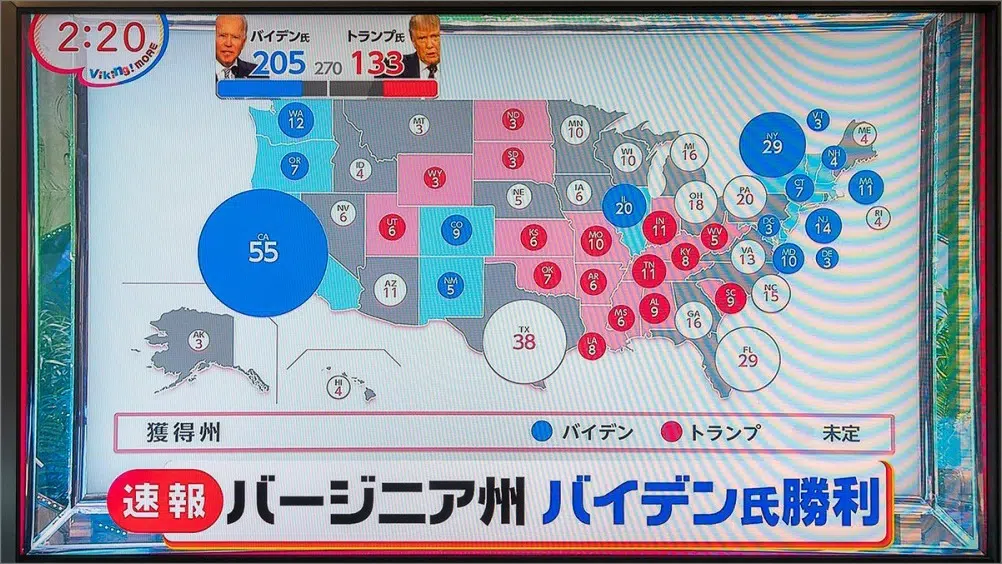 2:20
Viking! MORE
バイデン氏
トランプ氏
205
270
133
WA
12
MT
3
ND
3
MN
10
VT
3
ME
4
NY
29
OR
7
ID
4
WY
3
SD
3
WI
10
MI
16
NH
4
NV
6
NE
5
IA
6
IL
20
OH
18
PA
20
CT
7
MA
11
CA
55
UT
6
CO
9
KS
6
MO
10
IN
11
WV
5
DC
3
NJ
14
RI
4
KY
8
VA
13
MD
10
DE
3
AZ
11
NM
5
OK
7
AR
6
TN
11
SC
9
NC
15
MS
6
AL
9
GA
16
AK
3
TX
38
LA
8
FL
29
HI
4
獲得州
バイデン
トランプ
未定
速報
バージニア州 バイデン氏勝利